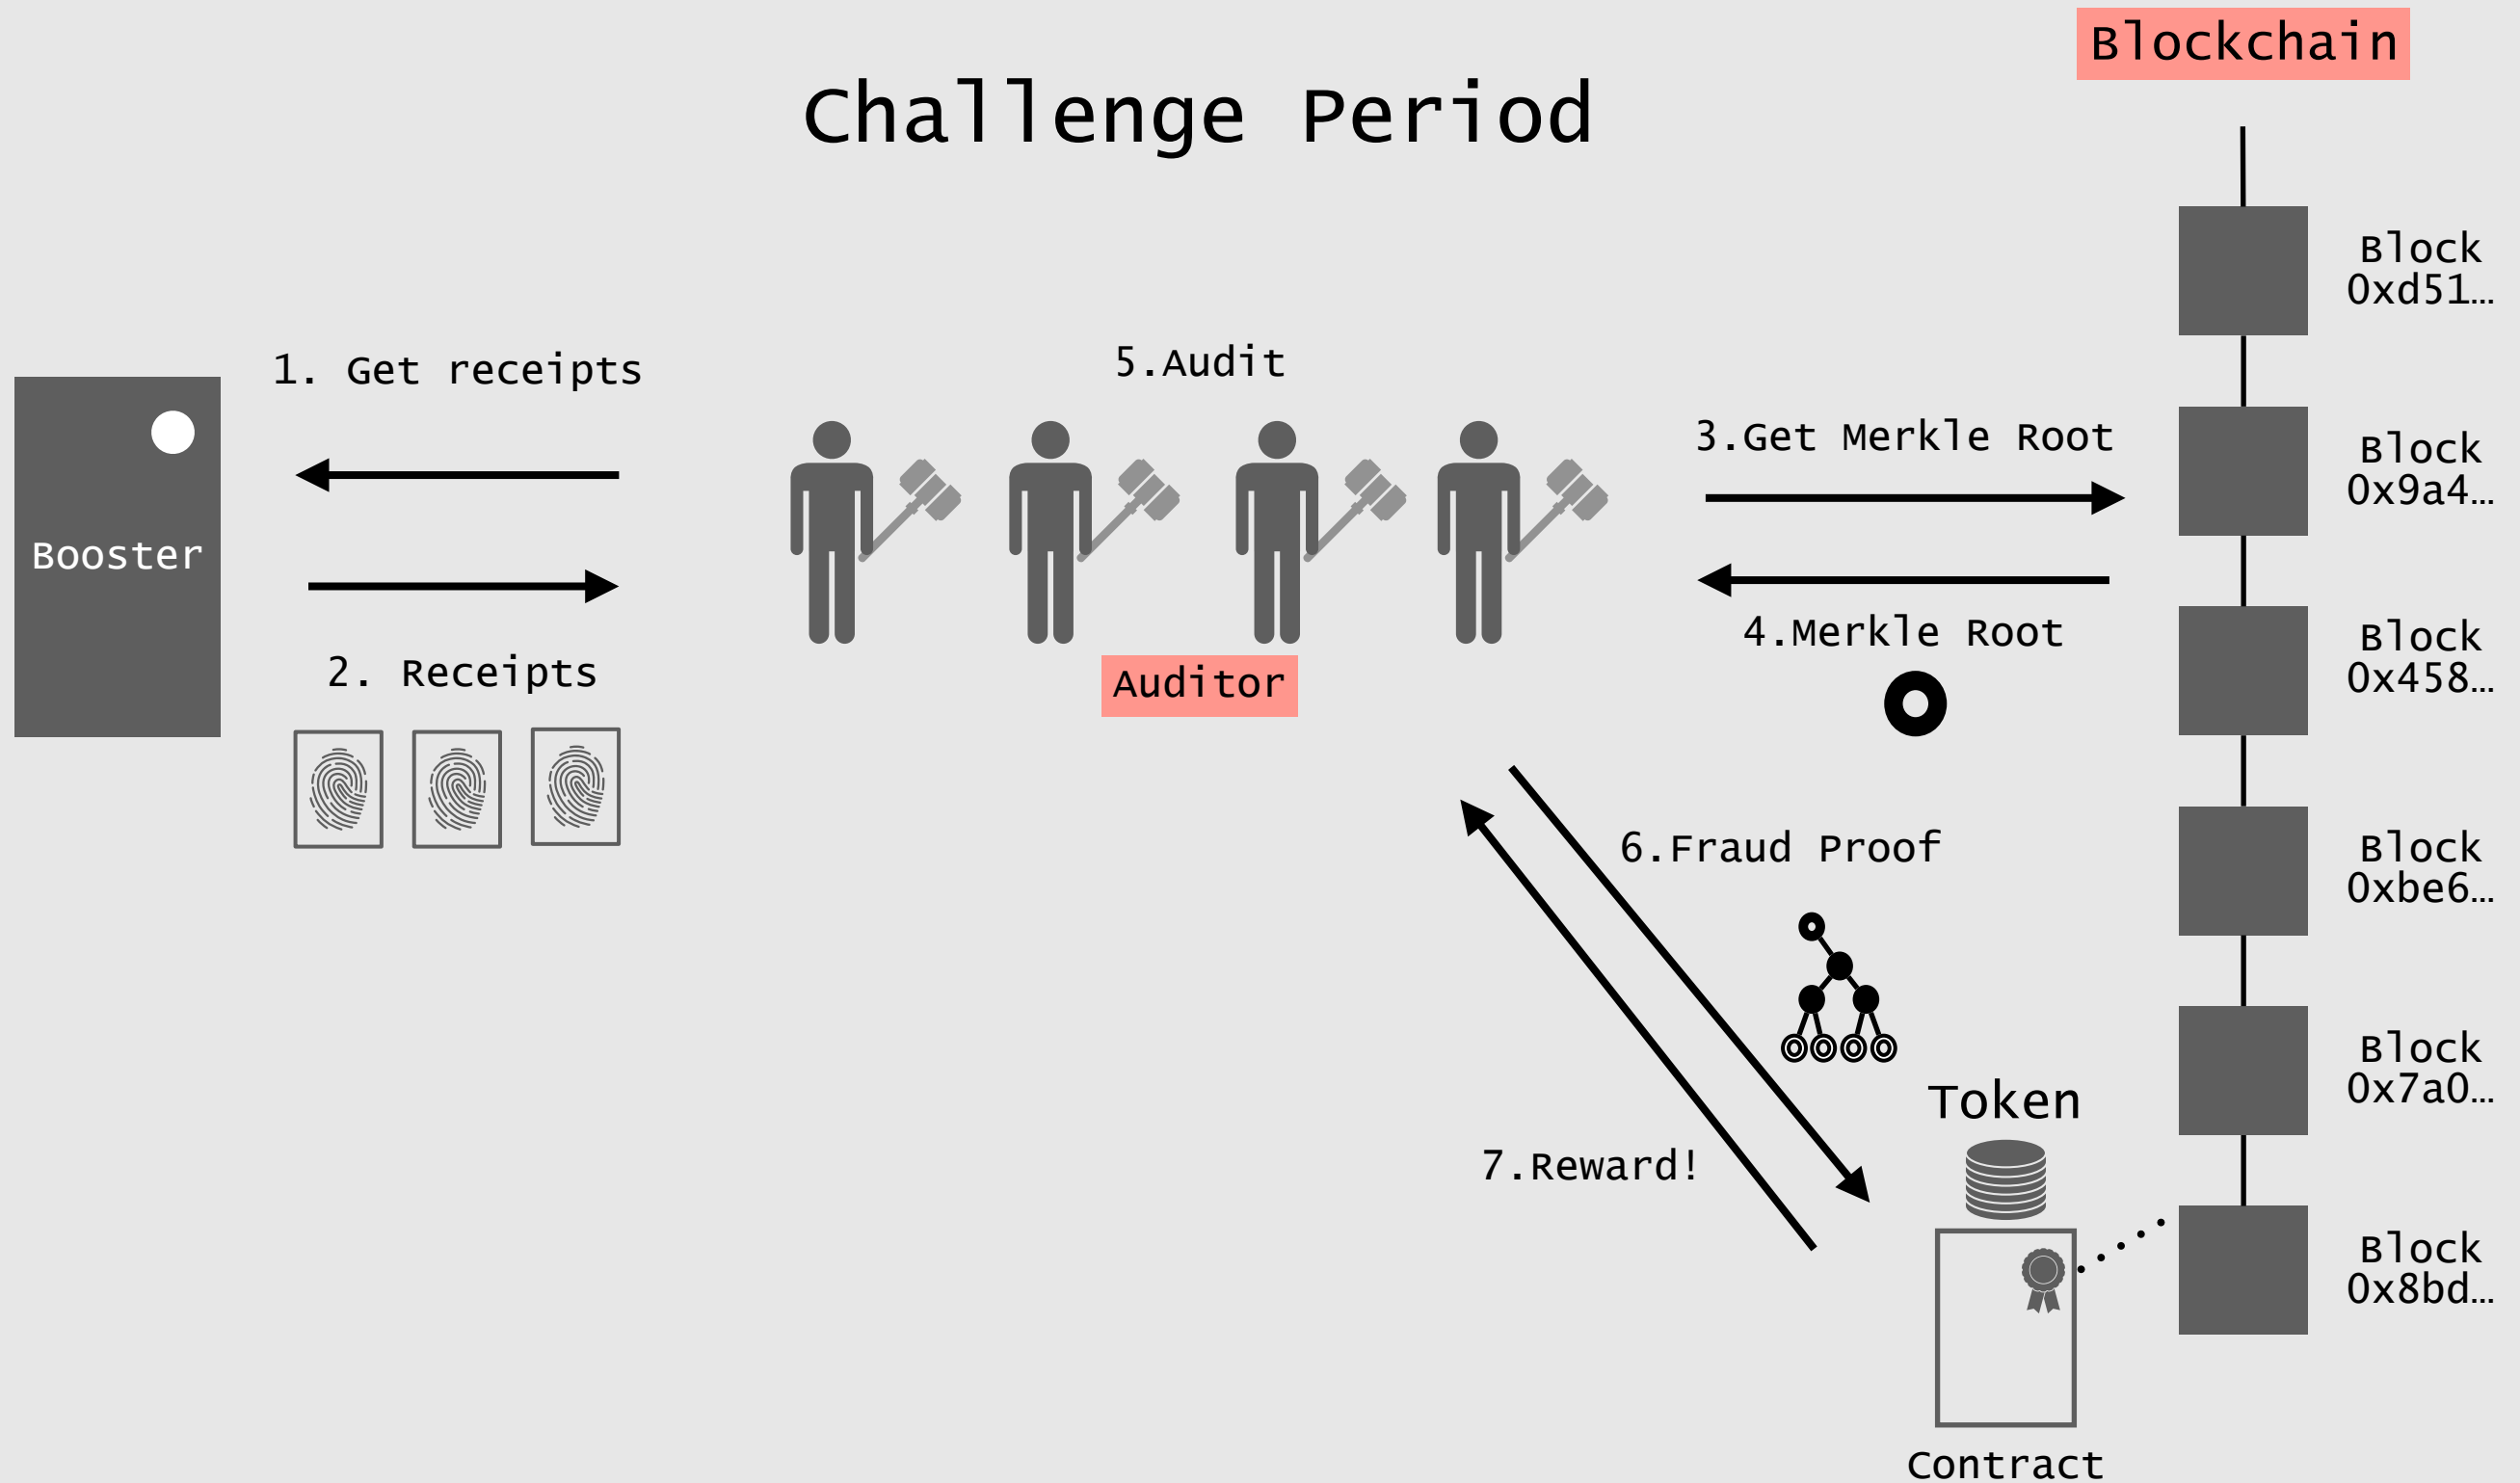 Blockchain
Challenge Period
Block
0xd51…
1. Get receipts
5.Audit
3.Get Merkle Root
Block
0x9a4…
Booster
2. Receipts
Auditor
4.Merkle Root
Block
0x458…
6.Fraud Proof
Block
0xbe6…
Token
Block
0x7a0…
7.Reward!
Block
0x8bd…
Contract